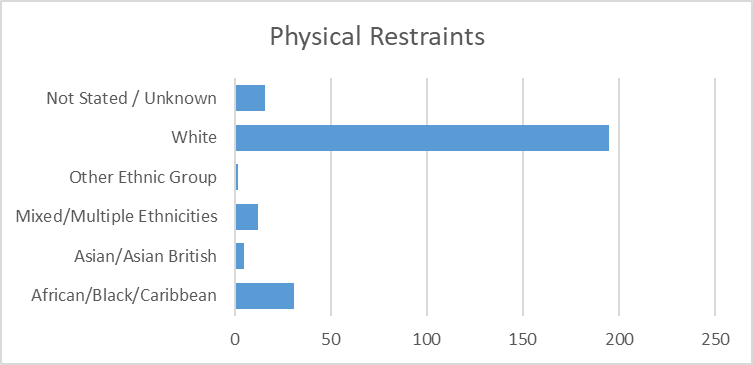 Physical Restraints
Not Stated / Unknown
White
Other Ethnic Group
Mixed/Multiple Ethnicities
Asian/Asian British
African/Black/Caribbean
0 50 100 150 200 250